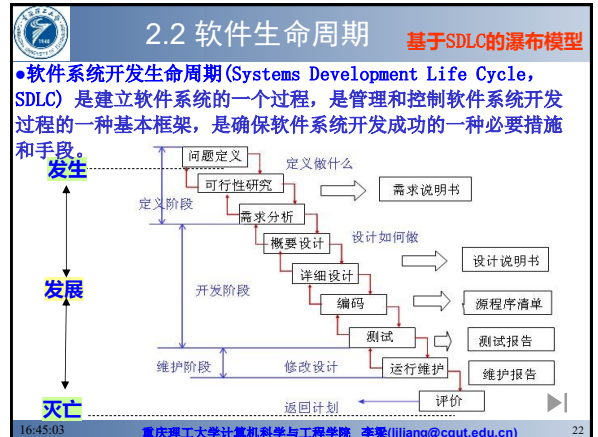 2.2 软件生命周期
基于SDLC的瀑布模型
●软件系统开发生命周期(Systems Development Life Cycle,
SDLC) 是建立软件系统的一个过程，是管理和控制软件系统开发
过程的一种基本框架，是确保软件系统开发成功的一种必要措施
和手段。
发生
问题定义
定义做什么
可行性研究
需求说明书
定义阶段
需求分析
概要设计
设计如何做
设计说明书
详细设计
发展
开发阶段
编码
源程序清单
测试
测试报告
维护阶段
修改设计
运行维护
维护报告
灭亡
返回计划
评价
16:45:03
重庆理工大学计算机科学与工程学院 李梁(liliang@cqut.edu.cn)
22